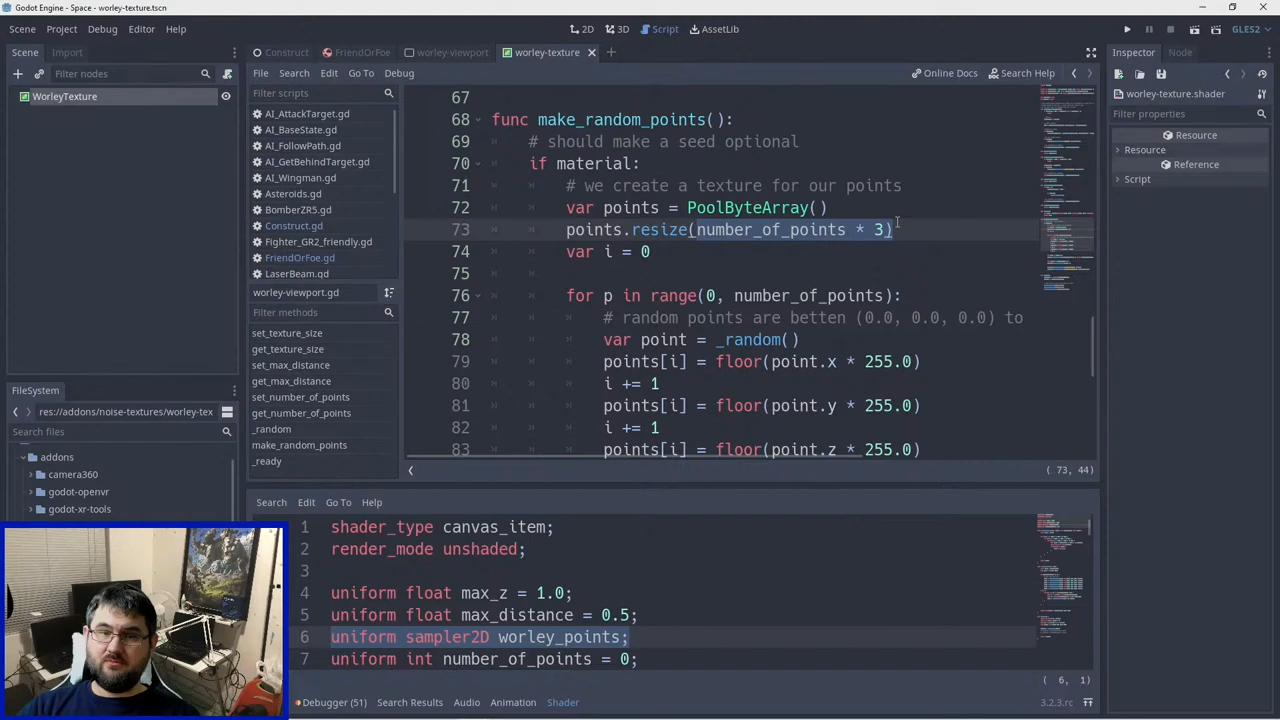 Godot Engine - Space - worley-texture.tscn
Scene Project Debug Editor Help
2D 3D Script AssetLib
GLES2
Scene Import
Filter nodes
WorleyTexture
FileSystem
res://addons/noise-textures/worley-tex
Search files
addons
camera360
godot-openvr
godot-xr-tools
Construct FriendOrFoe worley-viewport worley-texture
File Search Edit Go To Debug
Online Docs Search Help
Filter scripts
AI_AttackTarget.gd
AI_BaseState.gd
AI_FollowPath.gd
AI_GetBehindTarget.gd
AI_Wingman.gd
Asteroids.gd
BomberZR5.gd
Construct.gd
Fighter_GR2_friendly.gd
FriendOrFoe.gd
LaserBeam.gd
worley-viewport.gd
Filter methods
set_texture_size
get_texture_size
set_max_distance
get_max_distance
set_number_of_points
get_number_of_points
_random
make_random_points
_ready
67
68 func make_random_points():
69 # should make a seed optional
70 if material:
71 # we create a texture for our points
72 var points = PoolByteArray()
73 points.resize(number_of_points * 3)
74 var i = 0
75
76 for p in range(0, number_of_points):
77 # random points are betten (0.0, 0.0, 0.0) to
78 var point = _random()
79 points[i] = floor(point.x * 255.0)
80 i += 1
81 points[i] = floor(point.y * 255.0)
82 i += 1
83 points[i] = floor(point.z * 255.0)
( 73, 44)
Search Edit Go To Help
1 shader_type canvas_item;
2 render_mode unshaded;
3
4 uniform float max_z = 1.0;
5 uniform float max_distance = 0.5;
6 uniform sampler2D worley_points;
7 uniform int number_of_points = 0;
( 6, 1)
Debugger (51) Search Results Audio Animation Shader
3.2.3.rc
Inspector Node
worley-texture.shader
Filter properties
Resource
Resource
Reference
Script